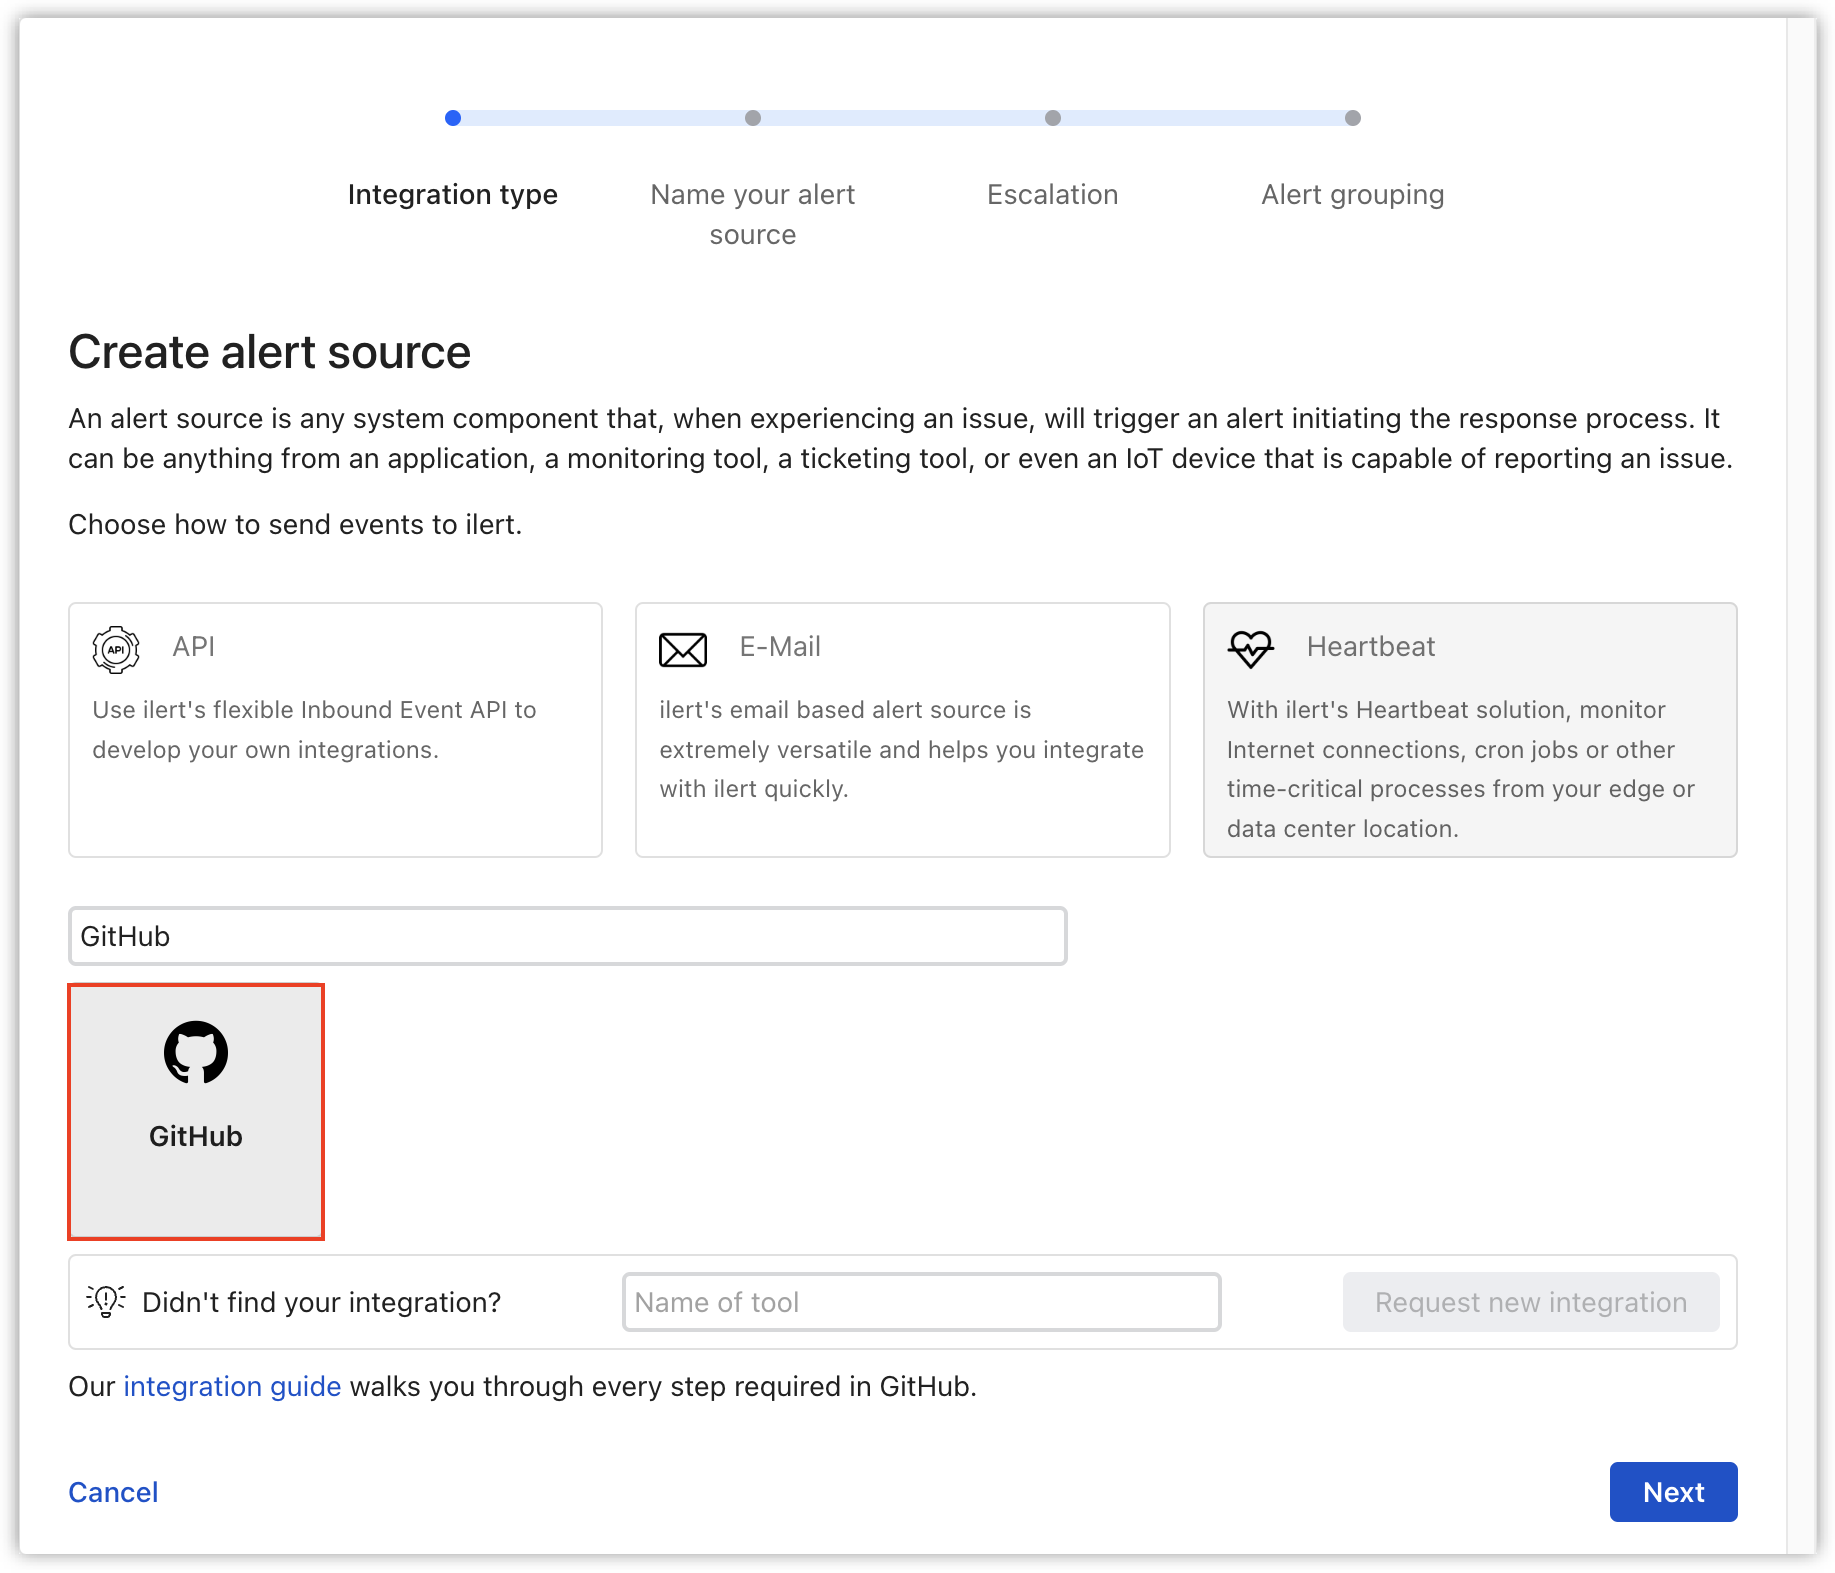 Integration type
Name your alert
source
Escalation
Alert grouping
Create alert source
An alert source is any system component that, when experiencing an issue, will trigger an alert initiating the response process. It
can be anything from an application, a monitoring tool, a ticketing tool, or even an IoT device that is capable of reporting an issue.
Choose how to send events to ilert.
API
API
Use ilert's flexible Inbound Event API to
develop your own integrations.
E-Mail
ilert's email based alert source is
extremely versatile and helps you integrate
with ilert quickly.
Heartbeat
With ilert's Heartbeat solution, monitor
Internet connections, cron jobs or other
time-critical processes from your edge or
data center location.
GitHub
GitHub
Didn't find your integration?
Name of tool
Request new integration
Our integration guide walks you through every step required in GitHub.
Cancel
Next